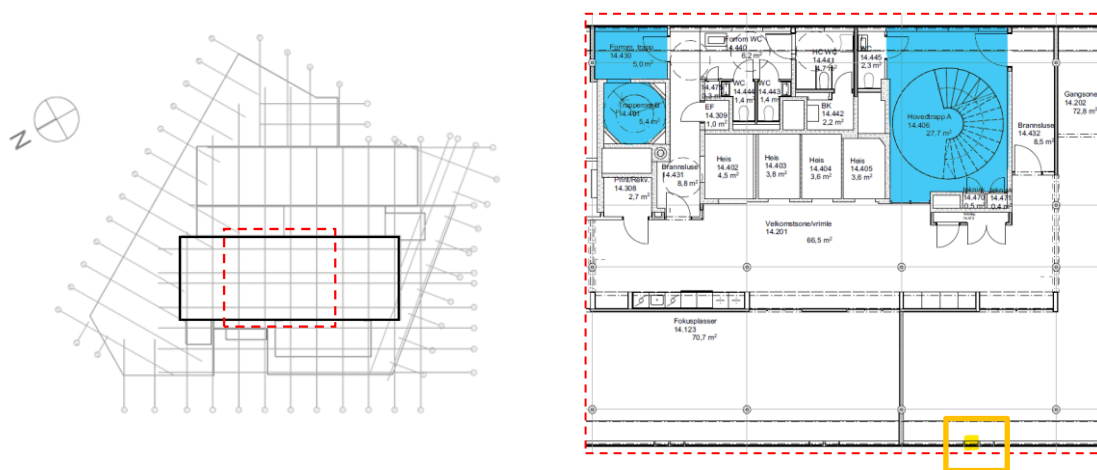 N
Forrom, trapp
14.430
5,0 m²
Forrom WC
14.440
6,2 m²
HC WC
14.441
WC
14.445
2,3 m²
14.475
0,3 m²
WC
14.444
1,4 m²
WC
14.443
1,4 m²
EF
14.309
1,0 m²
BK
14.442
2,2 m²
14.401
5,4 m²
Hovedtrapp A
14.406
27,7 m²
Gangsone
14.202
72,8 m²
Brannsluse
14.432
8,5 m²
Print/Rekv.
14.308
2,7 m²
Brannsluse
14.431
8,8 m²
Heis
14.402
4,5 m²
Heis
14.403
3,8 m²
Heis
14.404
3,6 m²
Heis
14.405
3,6 m²
14.470
0,5 m²
14.471
0,4 m²
Velkomstsone/vrimle
14.201
66,5 m²
Fokusplasser
14.123
70,7 m²